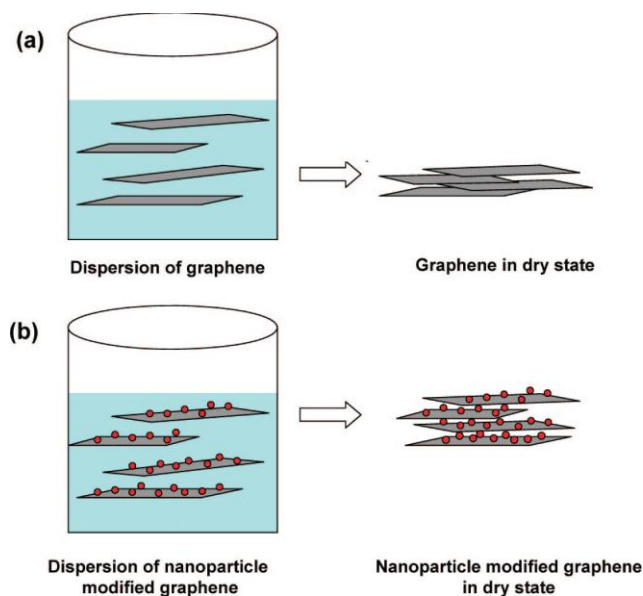 (a)
Dispersion of graphene
Graphene in dry state
(b)
Dispersion of nanoparticle
modified graphene
Nanoparticle modified graphene
in dry state